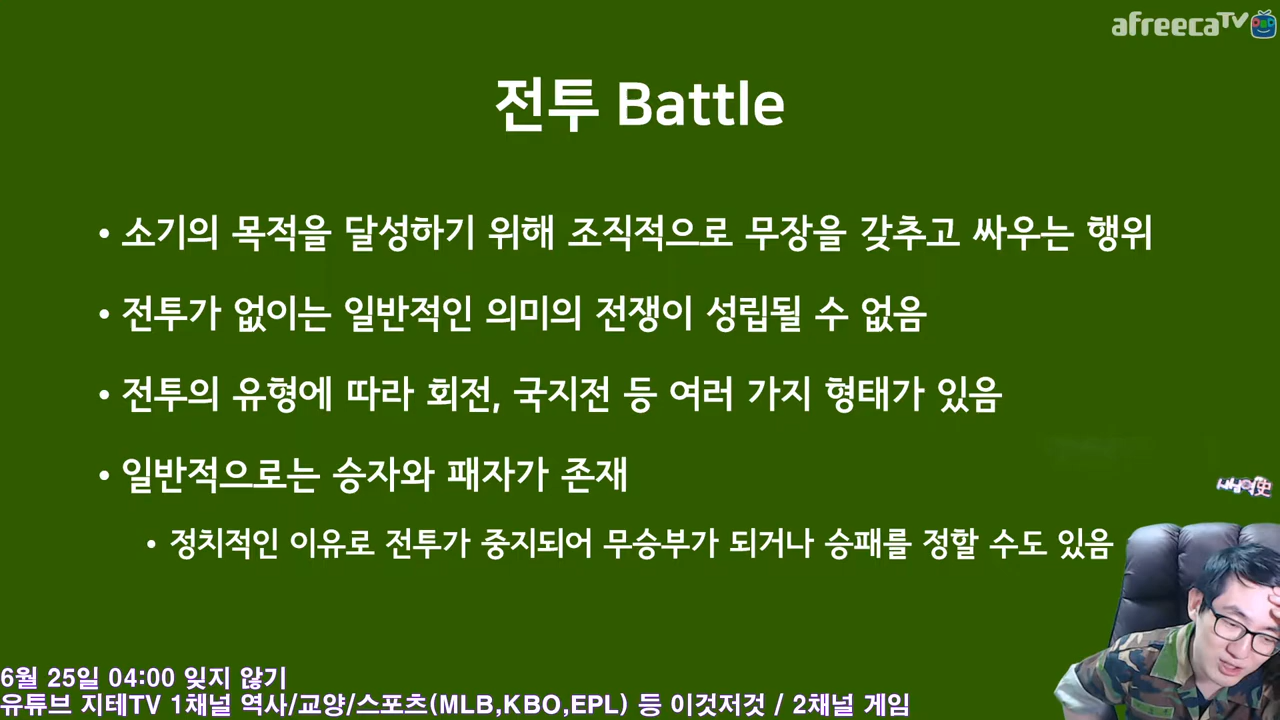 afreecaTV
전투 Battle
• 소기의 목적을 달성하기 위해 조직적으로 무장을 갖추고 싸우는 행위
• 전투가 없이는 일반적인 의미의 전쟁이 성립될 수 없음
• 전투의 유형에 따라 회전, 국지전 등 여러 가지 형태가 있음
• 일반적으로는 승자와 패자가 존재
• 정치적인 이유로 전투가 중지되어 무승부가 되거나 승패를 정할 수도 있음
6월 25일 04:00 잊지 않기
유튜브 지테TV 1채널 역사/교양/스포츠(MLB,KBO,EPL) 등 이것저것 / 2채널 게임